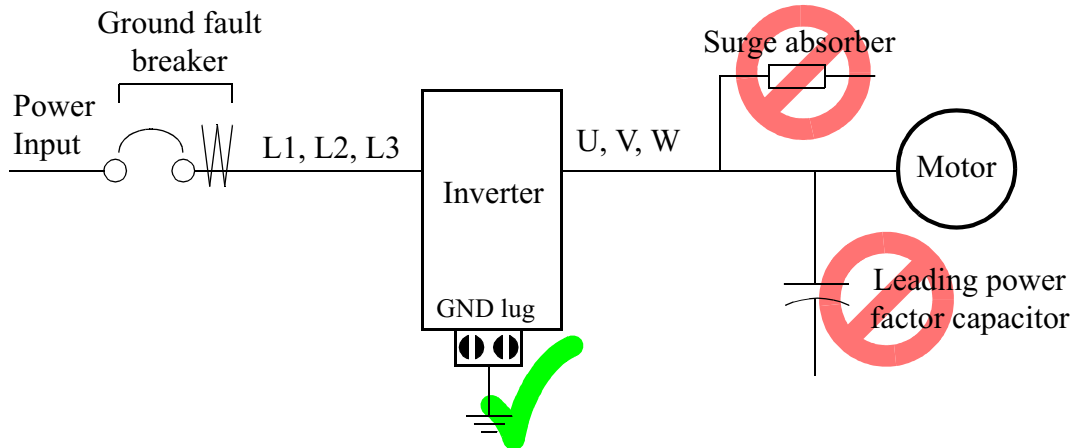 Ground fault
breaker
Surge absorber
Power
Input
L1, L2, L3
U, V, W
Inverter
Motor
GND lug
Leading power
factor capacitor